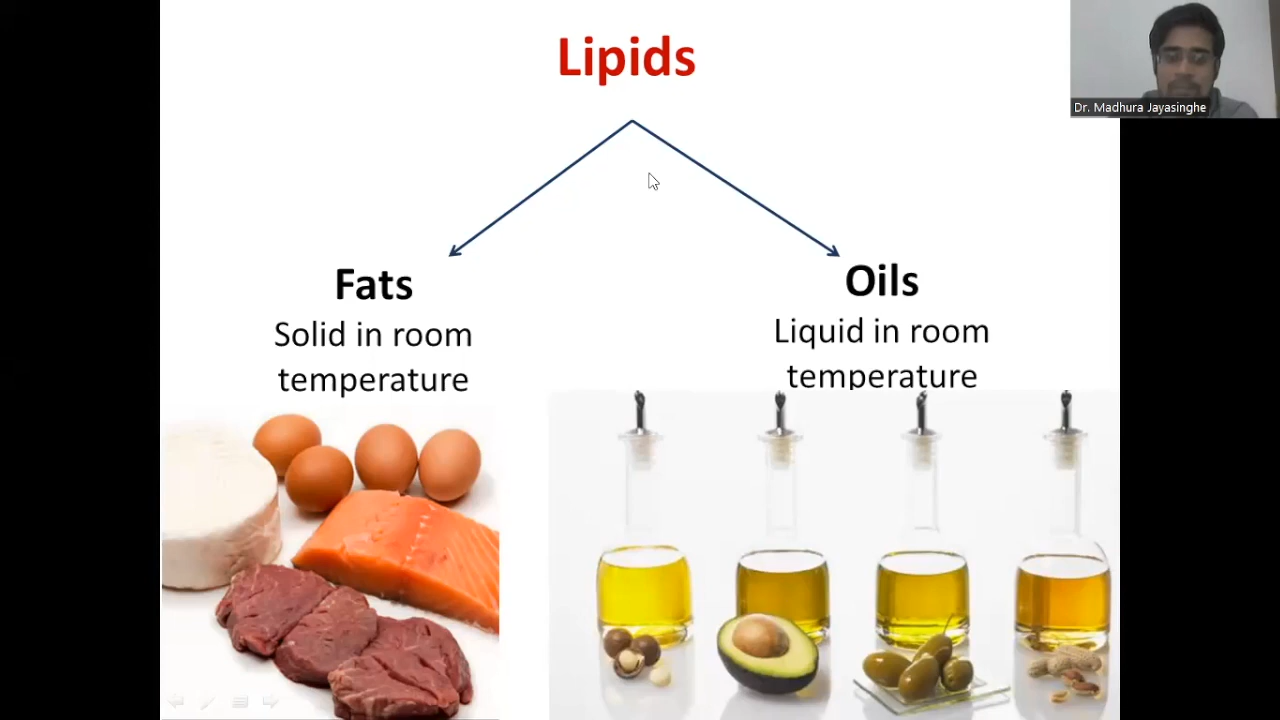 Lipids
Dr. Madhura Jayasinghe
Fats
Solid in room
temperature
Oils
Liquid in room
temperature